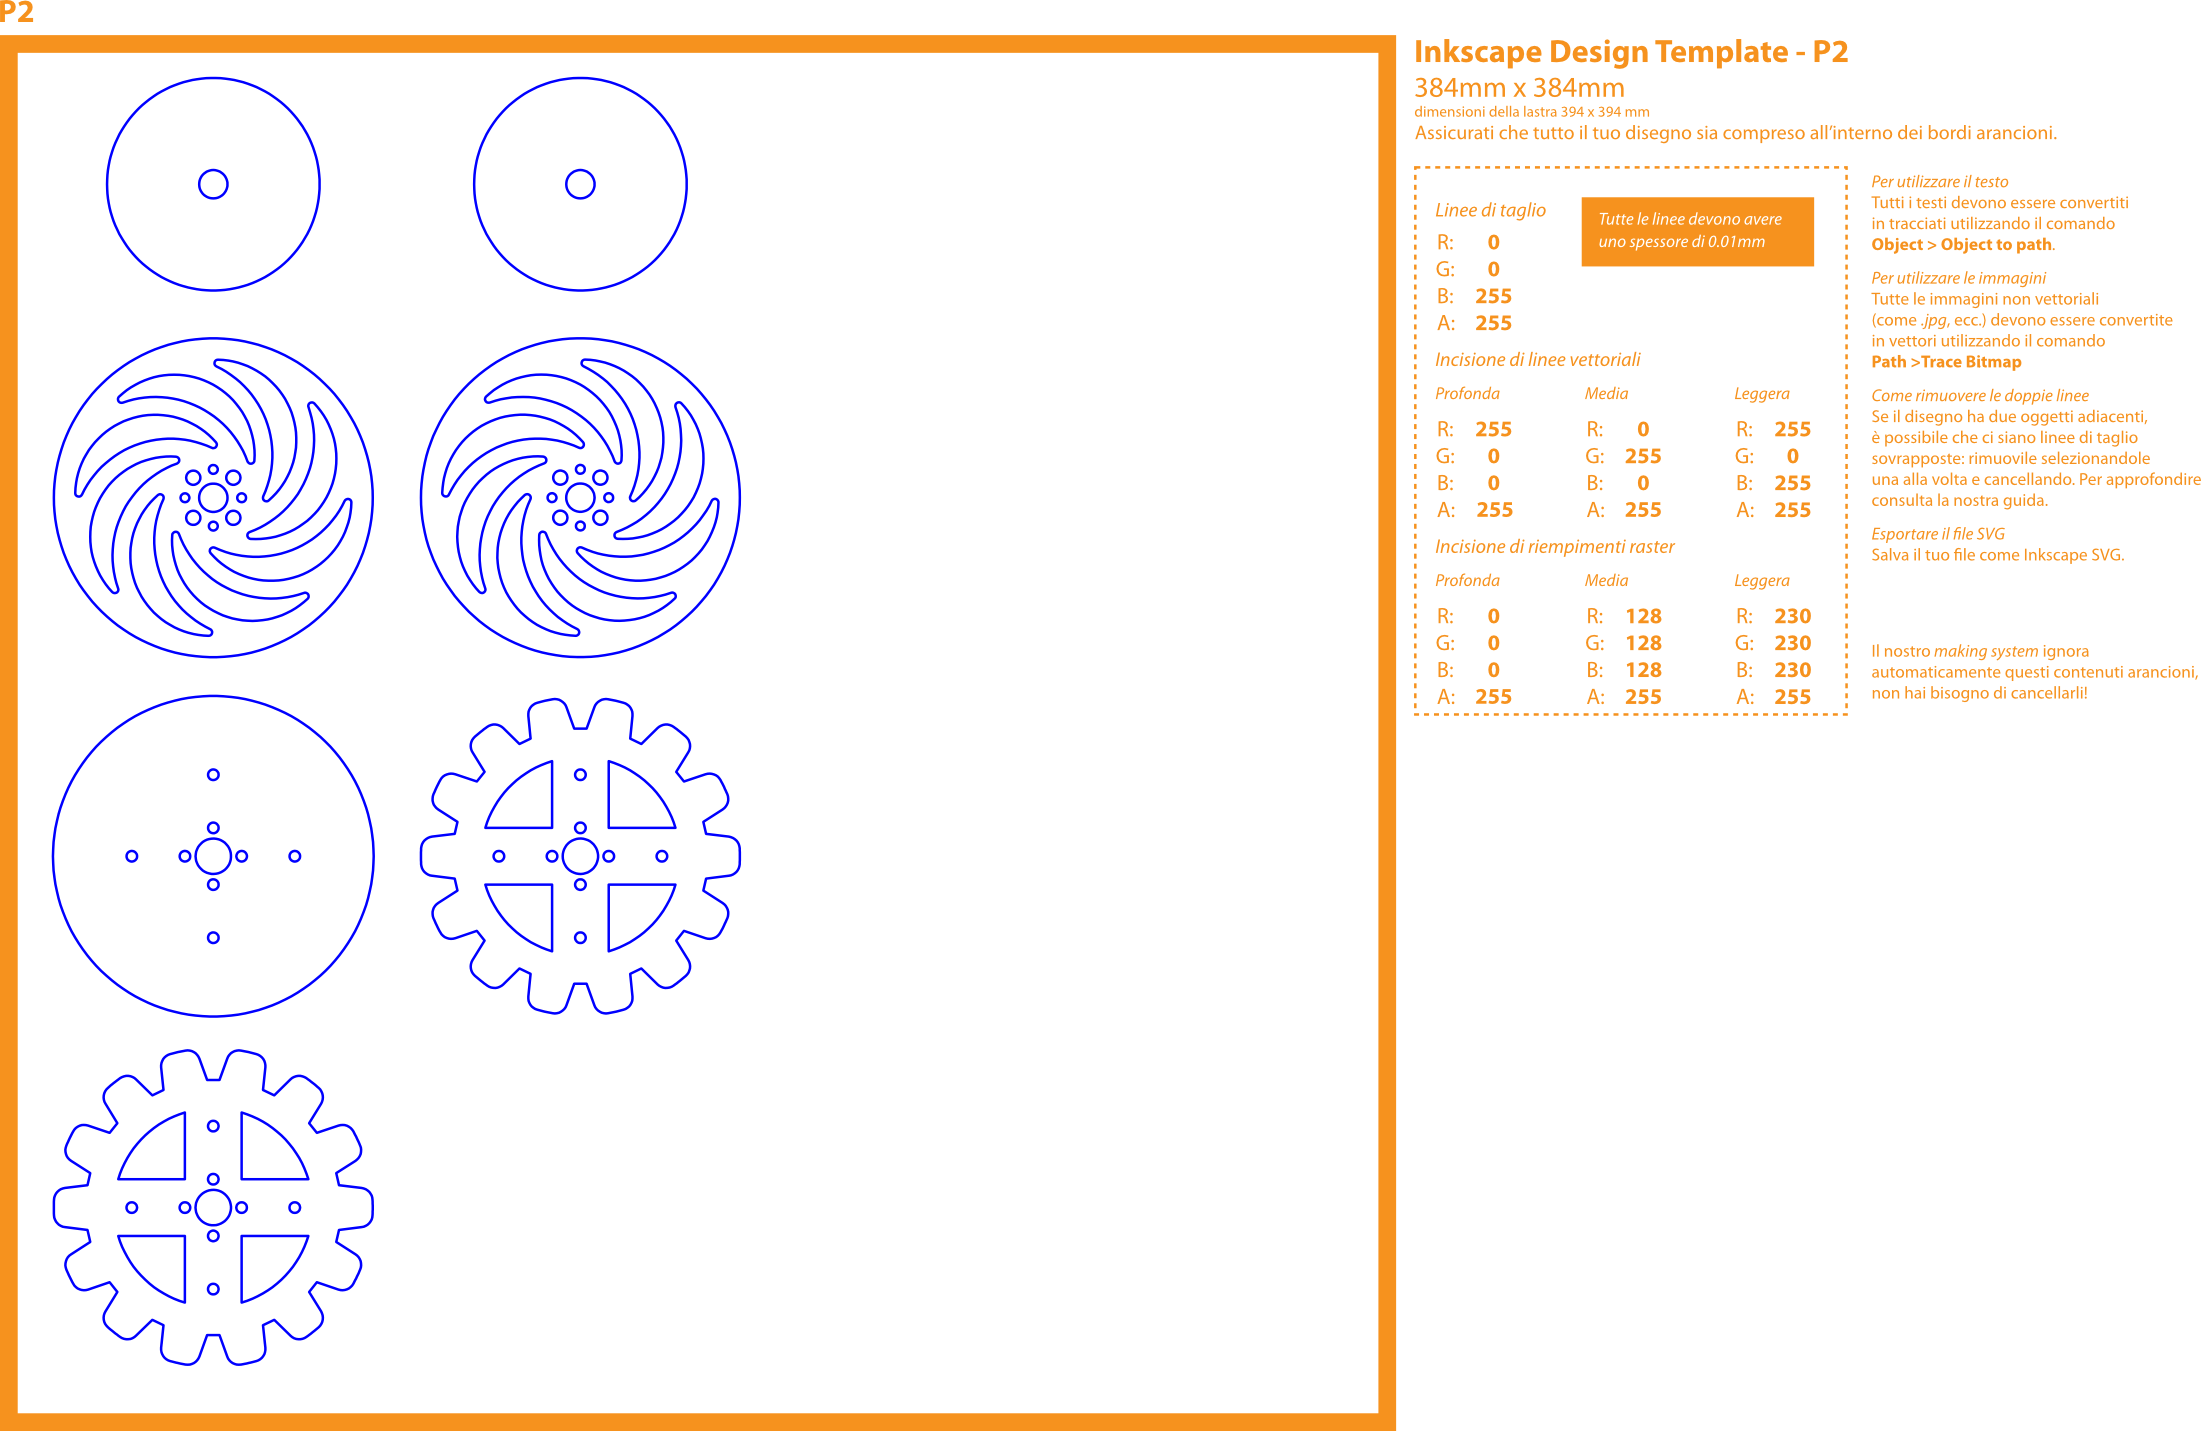 P2
Inkscape Design Template - P2
384mm x 384mm
dimensioni della lastra 394 x 394 mm
Assicurati che tutto il tuo disegno sia compreso all’interno dei bordi arancioni.
Linee di taglio
R: 0
G: 0
B: 255
A: 255
Tutte le linee devono avere
uno spessore di 0.01mm
Incisione di linee vettoriali
Profonda Media Leggera
R: 255 R: 0 R: 255
G: 0 G: 255 G: 0
B: 0 B: 0 B: 255
A: 255 A: 255 A: 255
Incisione di riempimenti raster
Profonda Media Leggera
R: 0 R: 128 R: 230
G: 0 G: 128 G: 230
B: 0 B: 128 B: 230
A: 255 A: 255 A: 255
Per utilizzare il testo
Tutti i testi devono essere convertiti
in tracciati utilizzando il comando
Object > Object to path.
Per utilizzare le immagini
Tutte le immagini non vettoriali
(come .jpg, ecc.) devono essere convertite
in vettori utilizzando il comando
Path >Trace Bitmap
Come rimuovere le doppie linee
Se il disegno ha due oggetti adiacenti,
è possibile che ci siano linee di taglio
sovrapposte: rimuovile selezionandole
una alla volta e cancellando. Per approfondire
consulta la nostra guida.
Esportare il file SVG
Salva il tuo file come Inkscape SVG.
Il nostro making system ignora
automaticamente questi contenuti arancioni,
non hai bisogno di cancellarli!